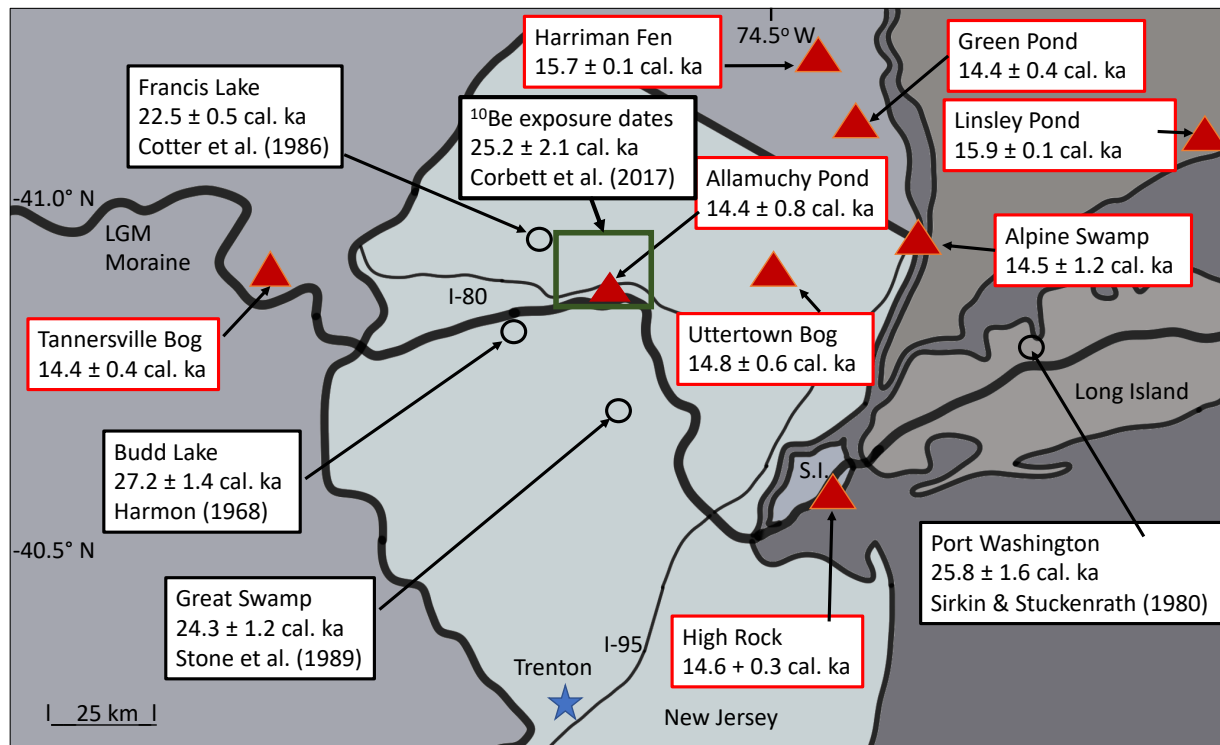 74.5o W
Harriman Fen
15.7 ± 0.1 cal. ka
Green Pond
14.4 ± 0.4 cal. ka
Francis Lake
22.5 ± 0.5 cal. ka
Cotter et al. (1986)
10Be exposure dates
25.2 ± 2.1 cal. ka
Corbett et al. (2017)
Linsley Pond
15.9 ± 0.1 cal. ka
Allamuchy Pond
14.4 ± 0.8 cal. ka
-41.0° N
LGM
Moraine
Alpine Swamp
14.5 ± 1.2 cal. ka
I-80
Tannersville Bog
14.4 ± 0.4 cal. ka
Uttertown Bog
14.8 ± 0.6 cal. ka
Long Island
Budd Lake
27.2 ± 1.4 cal. ka
Harmon (1968)
S.I.
-40.5° N
Port Washington
25.8 ± 1.6 cal. ka
Sirkin & Stuckenrath (1980)
Great Swamp
24.3 ± 1.2 cal. ka
Stone et al. (1989)
I-95
High Rock
14.6 + 0.3 cal. ka
Trenton
New Jersey
l__25 km_l